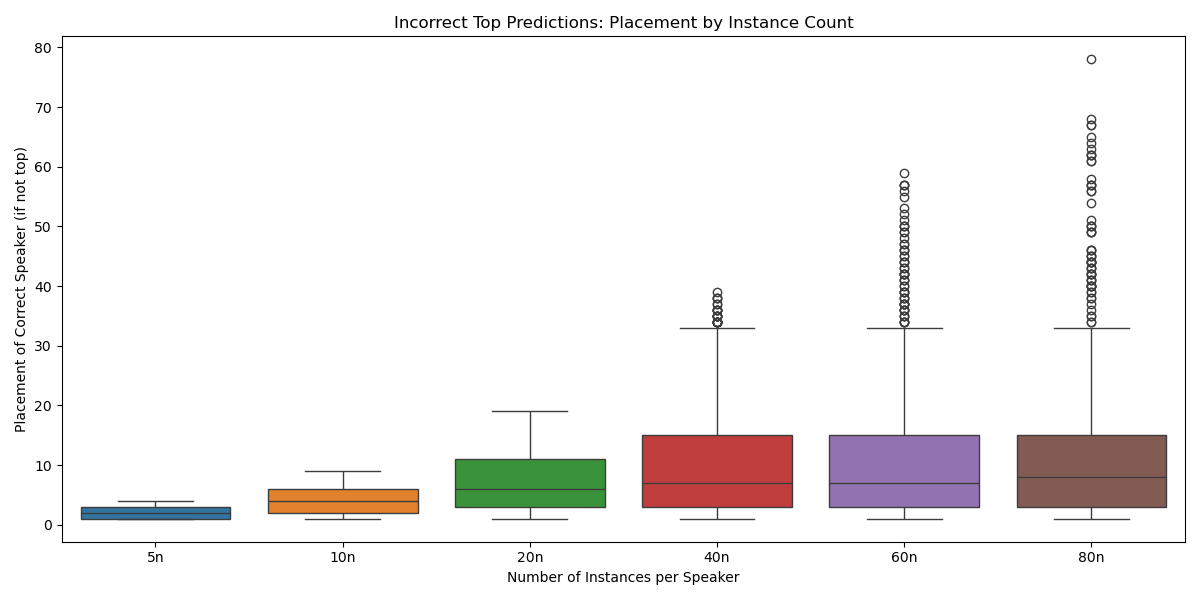 Incorrect Top Predictions: Placement by Instance Count
Placement of Correct Speaker (if not top)
80
70
60
50
40
30
20
10
0
5n 10n 20n 40n 60n 80n
Number of Instances per Speaker